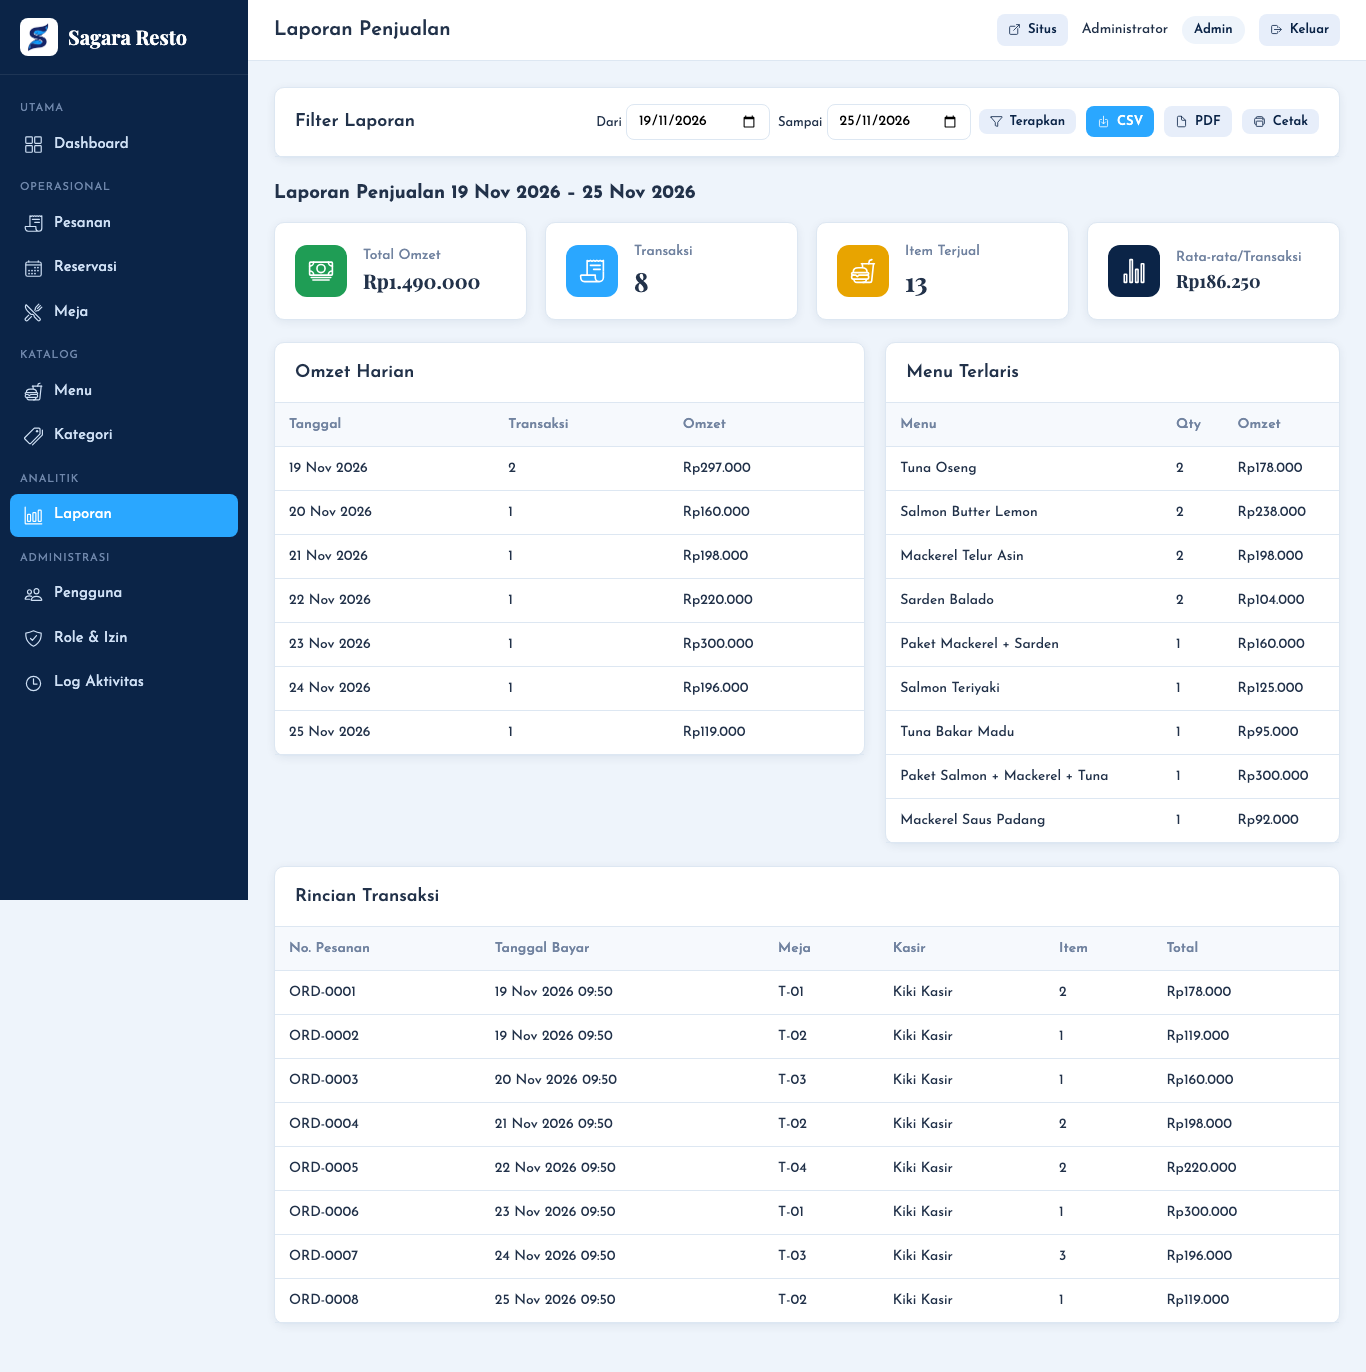 Sagara Resto
UTAMA
Dashboard
OPERASIONAL
Pesanan
Reservasi
Meja
KATALOG
Menu
Kategori
ANALITIK
Laporan
ADMINISTRASI
Pengguna
Role & Izin
Log Aktivitas
Laporan Penjualan
Situs Administrator Admin Keluar
Filter Laporan Dari 19/11/2026 Sampai 25/11/2026 Terapkan CSV PDF Cetak
Laporan Penjualan 19 Nov 2026 – 25 Nov 2026
Total Omzet
Rp1.490.000
Transaksi
8
Item Terjual
13
Rata-rata/Transaksi
Rp186.250
Omzet Harian
Tanggal Transaksi Omzet
19 Nov 2026 2 Rp297.000
20 Nov 2026 1 Rp160.000
21 Nov 2026 1 Rp198.000
22 Nov 2026 1 Rp220.000
23 Nov 2026 1 Rp300.000
24 Nov 2026 1 Rp196.000
25 Nov 2026 1 Rp119.000
Menu Terlaris
Menu Qty Omzet
Tuna Oseng 2 Rp178.000
Salmon Butter Lemon 2 Rp238.000
Mackerel Telur Asin 2 Rp198.000
Sarden Balado 2 Rp104.000
Paket Mackerel + Sarden 1 Rp160.000
Salmon Teriyaki 1 Rp125.000
Tuna Bakar Madu 1 Rp95.000
Paket Salmon + Mackerel + Tuna 1 Rp300.000
Mackerel Saus Padang 1 Rp92.000
Rincian Transaksi
No. Pesanan Tanggal Bayar Meja Kasir Item Total
ORD-0001 19 Nov 2026 09:50 T-01 Kiki Kasir 2 Rp178.000
ORD-0002 19 Nov 2026 09:50 T-02 Kiki Kasir 1 Rp119.000
ORD-0003 20 Nov 2026 09:50 T-03 Kiki Kasir 1 Rp160.000
ORD-0004 21 Nov 2026 09:50 T-02 Kiki Kasir 2 Rp198.000
ORD-0005 22 Nov 2026 09:50 T-04 Kiki Kasir 2 Rp220.000
ORD-0006 23 Nov 2026 09:50 T-01 Kiki Kasir 1 Rp300.000
ORD-0007 24 Nov 2026 09:50 T-03 Kiki Kasir 3 Rp196.000
ORD-0008 25 Nov 2026 09:50 T-02 Kiki Kasir 1 Rp119.000